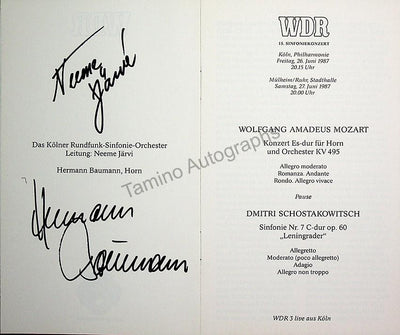 Neeme
Järvi
Das Kölner Rundfunk-Sinfonie-Orchester
Leitung: Neeme Järvi
Hermann Baumann, Horn
Hermann
Baumann
WDR
15. SINFONIEKONZERT
Köln, Philharmonie
Freitag, 26. Juni 1987
20.15 Uhr
Mülheim/Ruhr, Stadthalle
Samstag, 27. Juni 1987
20.00 Uhr
WOLFGANG AMADEUS MOZART
Konzert Es-dur für Horn
und Orchester KV 495
Allegro moderato
Romanza. Andante
Rondo. Allegro vivace
Pause
DMITRI SCHOSTAKOWITSCH
Sinfonie Nr. 7 C-dur op. 60
„Leningrader"
Allegretto
Moderato (poco allegretto)
Adagio
Allegro non troppo
WDR 3 live aus Köln
Tamino Autographs